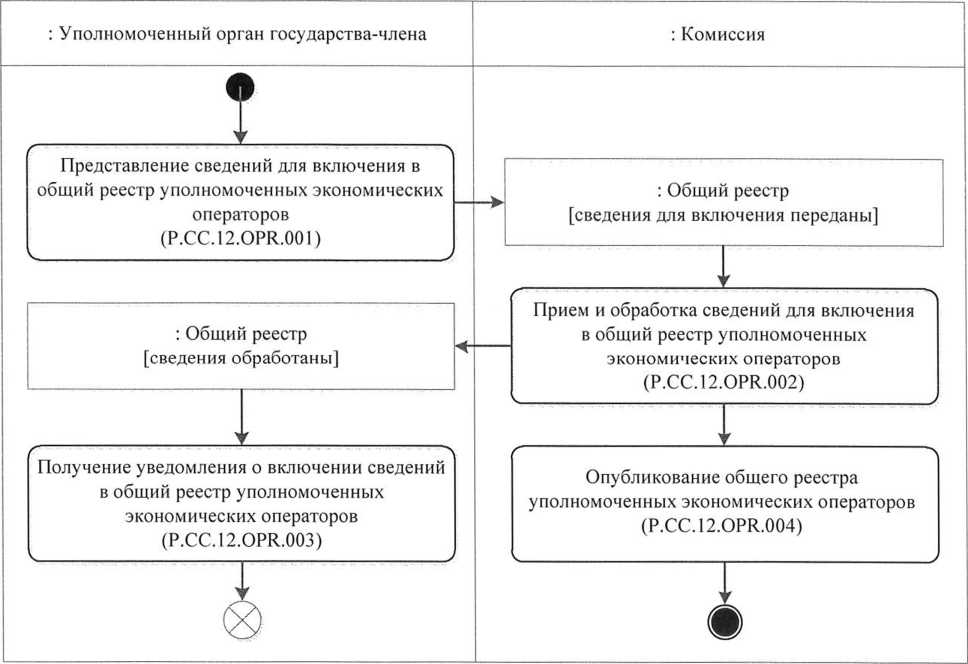 : Уполномоченный орган государства-члена
: Комиссия
Представление сведений для включения в
общий реестр уполномоченных экономических
операторов
(P.CC.12.OPR.001)
: Общий реестр
[сведения для включения переданы]
Прием и обработка сведений для включения
в общий реестр уполномоченных
экономических операторов
(P.CC.12.OPR.002)
: Общий реестр
[сведения обработаны]
Получение уведомления о включении сведений
в общий реестр уполномоченных
экономических операторов
(P.CC.12.OPR.003)
Опубликование общего реестра
уполномоченных экономических операторов
(P.CC.12.OPR.004)